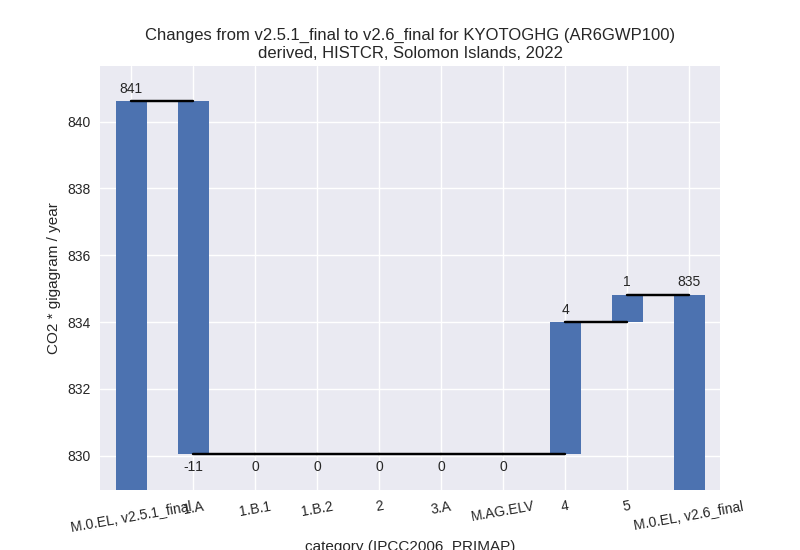 Changes from v2.5.1_final to v2.6_final for KYOTOGHG (AR6GWP100)
derived, HISTCR, Solomon Islands, 2022
841
840
838
836
834
832
830
CO2 * gigagram / year
-11
0
0
0
0
0
4
1
835
M.0.EL, v2.5.1_final
1.A
1.B.1
1.B.2
2
3.A
M.AG.ELV
4
5
M.0.EL, v2.6_final
category (IPCC2006_PRIMAP)